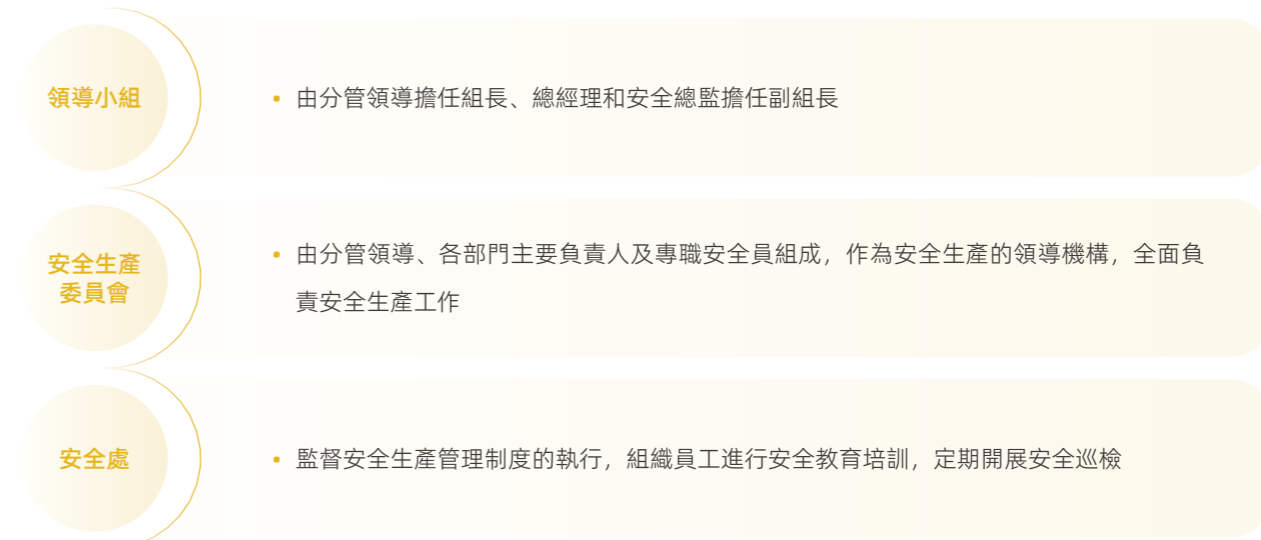 領導小組
• 由分管領導擔任組長、總經理和安全總監擔任副組長
安全生產
委員會
• 由分管領導、各部門主要負責人及專職安全員組成，作為安全生產的領導機構，全面負
責安全生產工作
安全處
• 監督安全生產管理制度的執行，組織員工進行安全教育培訓，定期開展安全巡檢